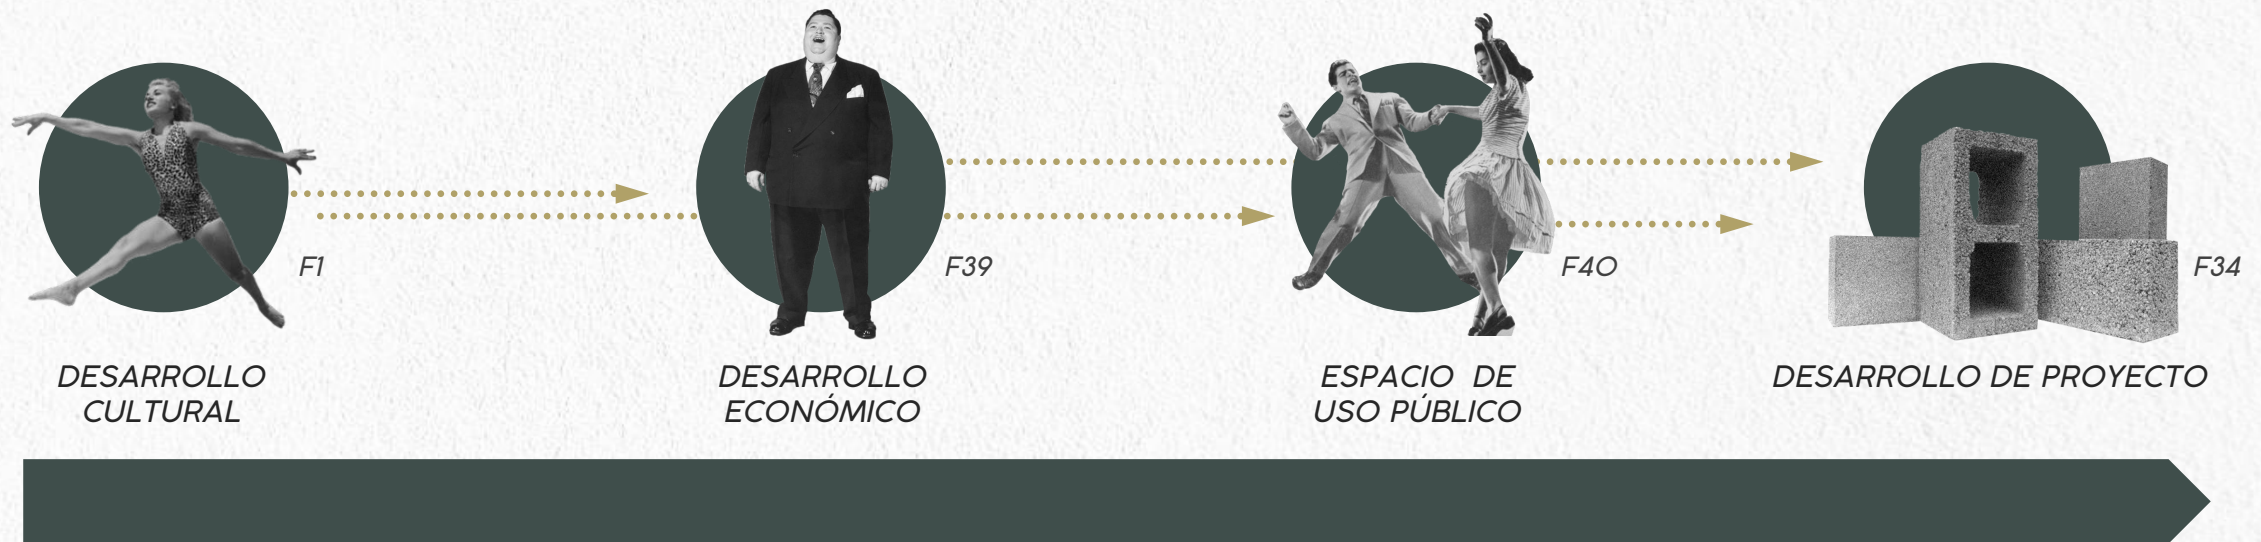 F1
F39
F40
F34
DESARROLLO
CULTURAL
DESARROLLO
ECONÓMICO
ESPACIO DE
USO PÚBLICO
DESARROLLO DE PROYECTO